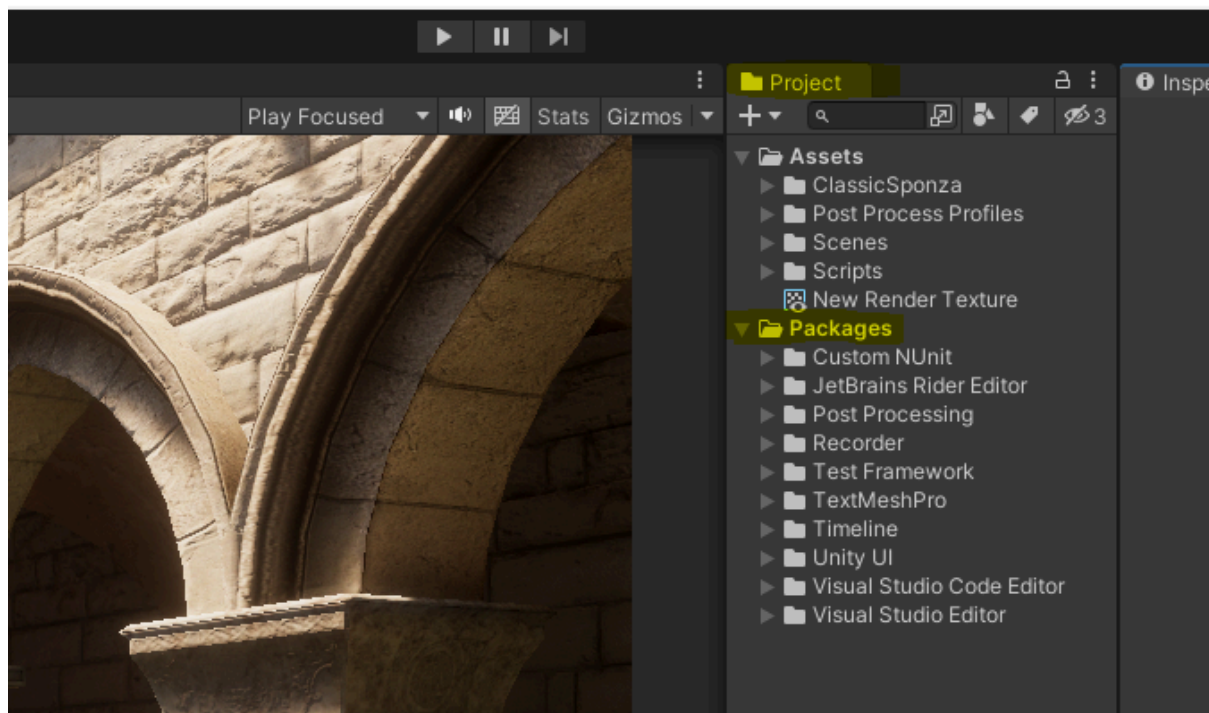 Project
Inspe
Play Focused
Stats
Gizmos
3
Assets
ClassicSponza
Post Process Profiles
Scenes
Scripts
New Render Texture
Packages
Custom NUnit
JetBrains Rider Editor
Post Processing
Recorder
Test Framework
TextMeshPro
Timeline
Unity UI
Visual Studio Code Editor
Visual Studio Editor